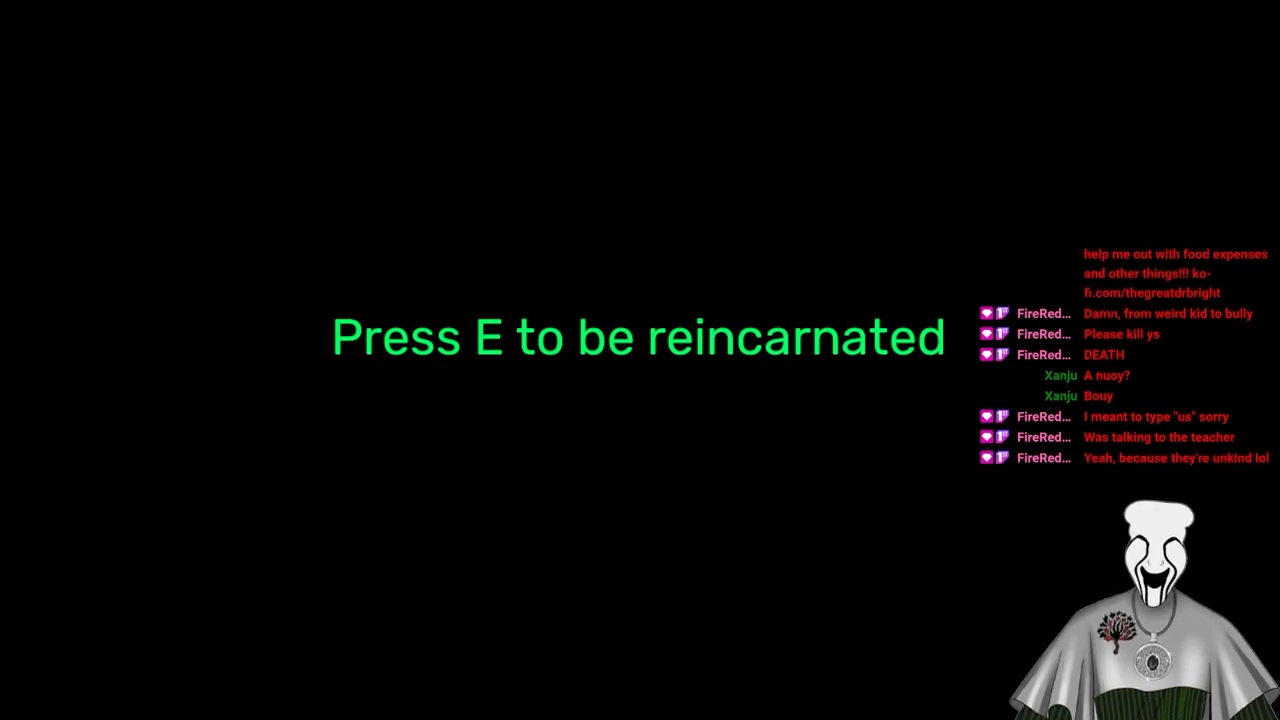 Press E to be reincarnated
help me out with food expenses
and other things!!! ko-
fi.com/thegreatdrbright
FireRed... Damn, from weird kid to bully
FireRed... Please kill ys
FireRed... DEATH
Xanju A nuoy?
Xanju Bouy
FireRed... I meant to type "us" sorry
FireRed... Was talking to the teacher
FireRed... Yeah, because they're unkind lol